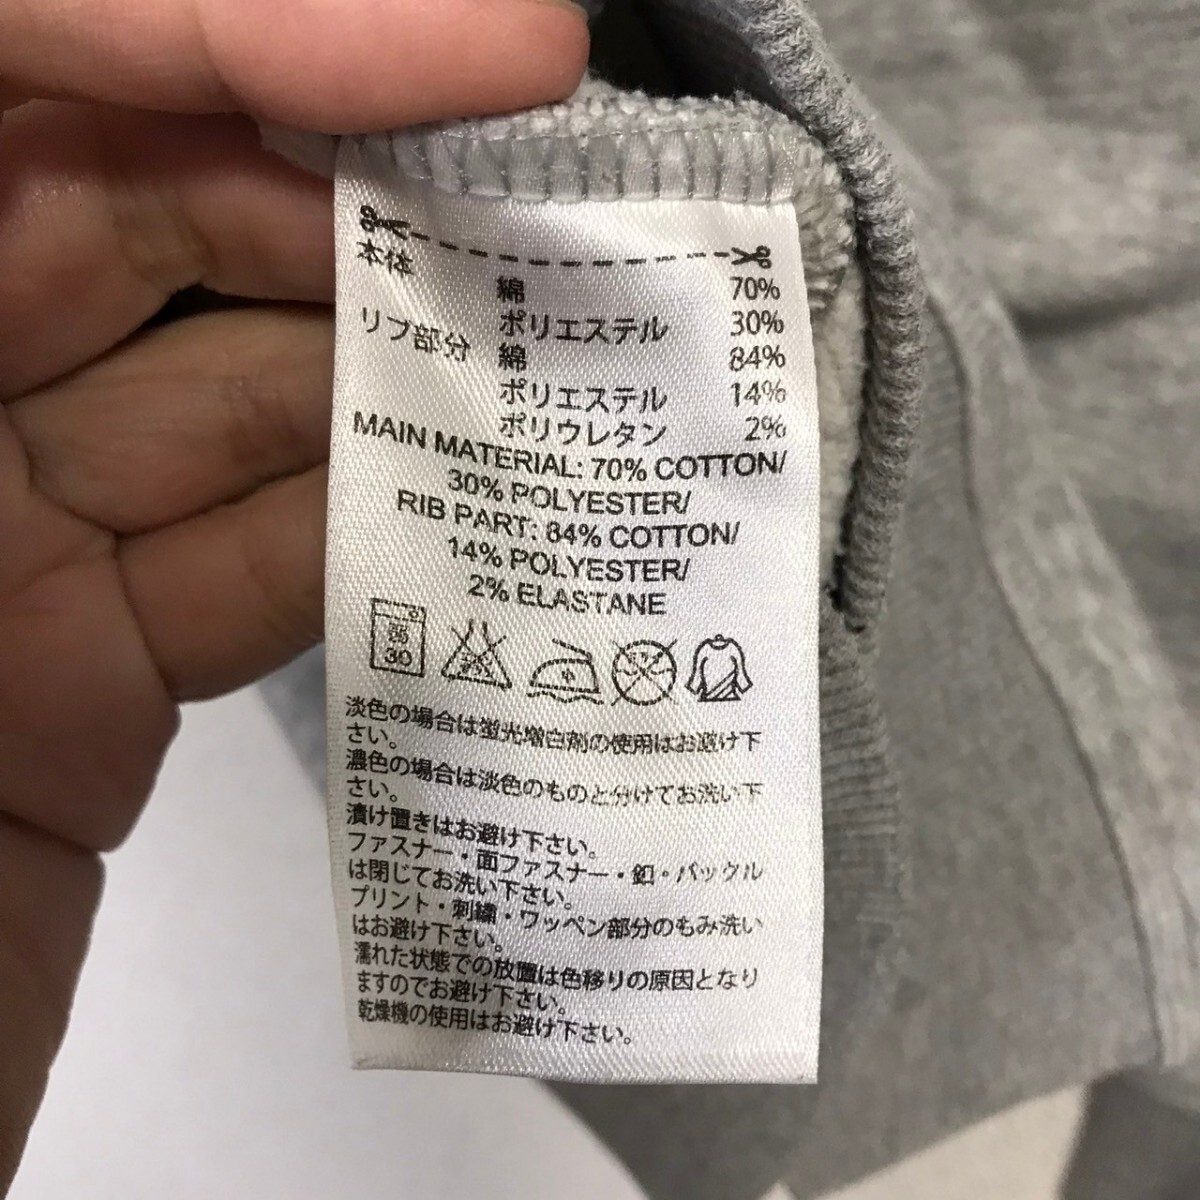 本体
綿 70%
ポリエステル 30%
リブ部分 綿 84%
ポリエステル 14%
ポリウレタン 2%
MAIN MATERIAL: 70% COTTON/
30% POLYESTER/
RIB PART: 84% COTTON/
14% POLYESTER/
2% ELASTANE
30
淡色の場合は蛍光増白剤の使用はお避け下
さい。
濃色の場合は淡色のものと分けてお洗い下
さい。
漬け置きはお避け下さい。
ファスナー・面ファスナー・釦・バックル
は閉じてお洗い下さい。
プリント・刺繍・ワッペン部分のもみ洗い
はお避け下さい。
濡れた状態での放置は色移りの原因となり
ますのでお避け下さい。
乾燥機の使用はお避け下さい。